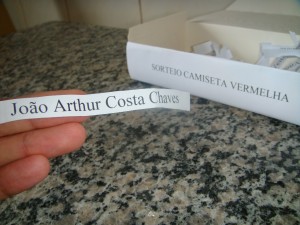 SORTEIO CAMISETA VERMELHA
João Arthur Costa Chaves